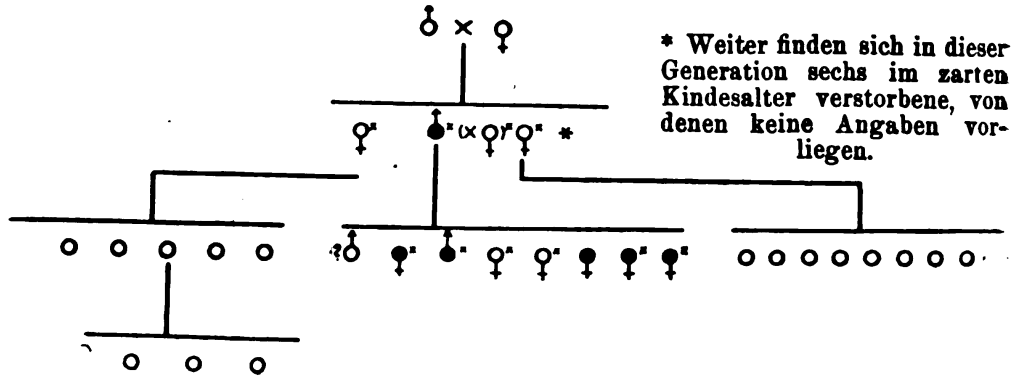 * Weiter finden sich in dieser
Generation sechs im zarten
Kindesalter verstorbene, von
denen keine Angaben vor-
liegen.
♂ × ♀
♀* ♂* (× ♀)* ♀* *
? ♂ ♀* ♂* ♀* ♀* ♀ ♀* ♀*